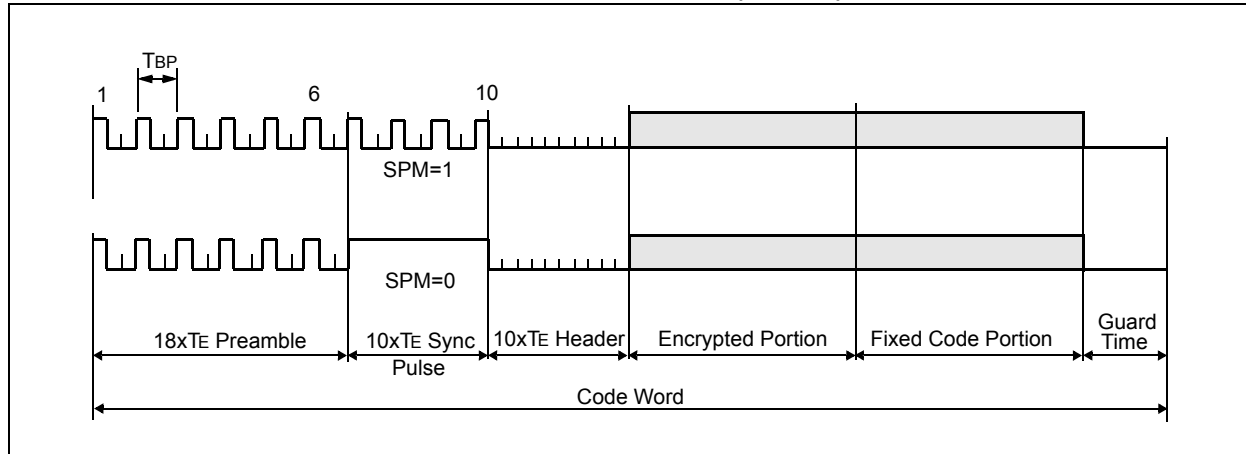 TBP
1 6 10
SPM=1
SPM=0
18xTE Preamble 10xTE Sync Pulse 10xTE Header Encrypted Portion Fixed Code Portion Guard Time
Code Word